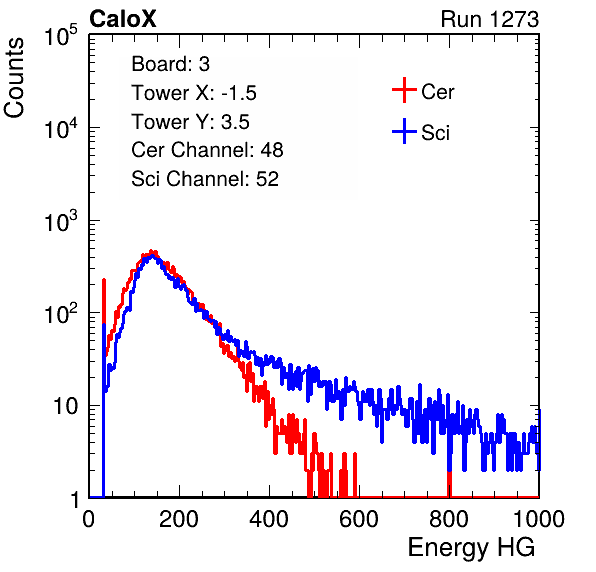 CaloX Run 1273
Counts
Board: 3
Tower X: -1.5
Tower Y: 3.5
Cer Channel: 48
Sci Channel: 52
Cer
Sci
10^5
10^4
10^3
10^2
10
1
0 200 400 600 800 1000
Energy HG